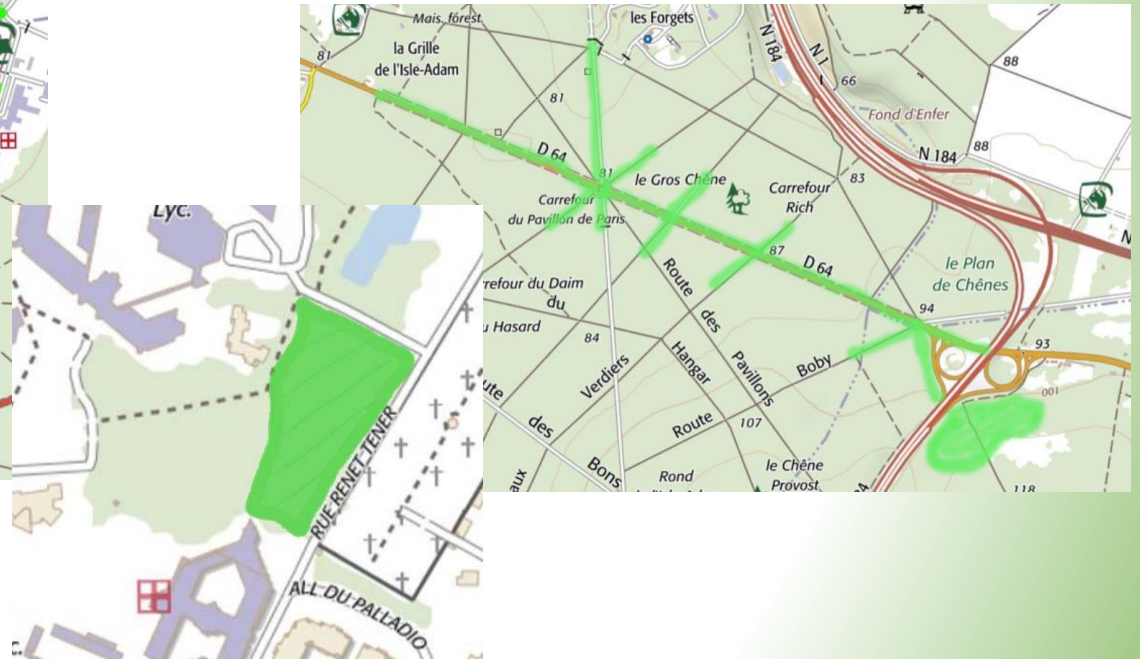 Mais. forest.
les Forgets
la Grille
de l'Isle-Adam
81
81
N 184
N 1
66
88
Fond d'Enfer
N 184
88
D 64
81
le Gros Chêne
Carrefour
du Pavillon de Paris
Carrefour
Rich
83
87
D 64
le Plan
de Chênes
94
93
100
118
refour du Daim
du
u Hasard
84
Verdiers
Route
des
Pavillons
Hangar
Boby
Route
107
ute
des
Bons
aux
Rond
le Chêne
Provost
N
Lyc.
RUE RENET-TENER
ALL DU PALLADIO